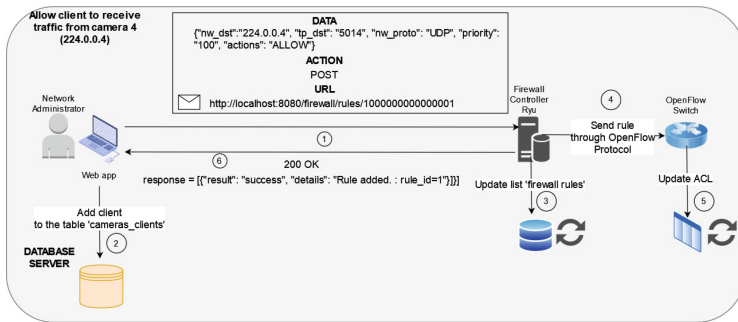 Allow client to receive
traffic from camera 4
(224.0.0.4)
DATA
{"nw_dst":"224.0.0.4", "tp_dst": "5014", "nw_proto": "UDP", "priority":
"100", "actions": "ALLOW"}
ACTION
POST
URL
http://localhost:8080/firewall/rules/1000000000000001
Network
Administrator
Firewall
Controller
Ryu
4
OpenFlow
Switch
1
Send rule
through OpenFlow
Protocol
6
200 OK
Web app
response = [{"result": "success", "details": "Rule added. : rule_id=1"}]}]
Update list 'firewall rules'
Update ACL
3
5
Add client
to the table 'cameras_clients'
2
DATABASE
SERVER